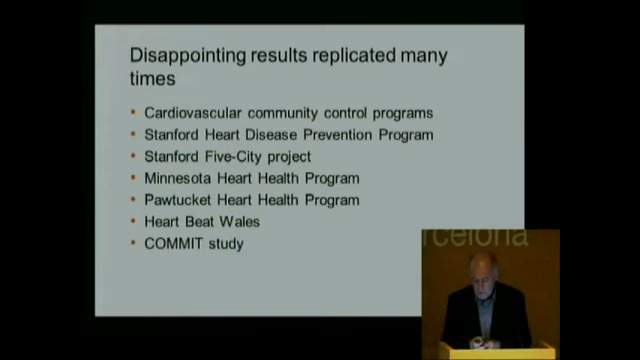 Disappointing results replicated many
times
• Cardiovascular community control programs
• Stanford Heart Disease Prevention Program
• Stanford Five-City project
• Minnesota Heart Health Program
• Pawtucket Heart Health Program
• Heart Beat Wales
• COMMIT study
rcelona